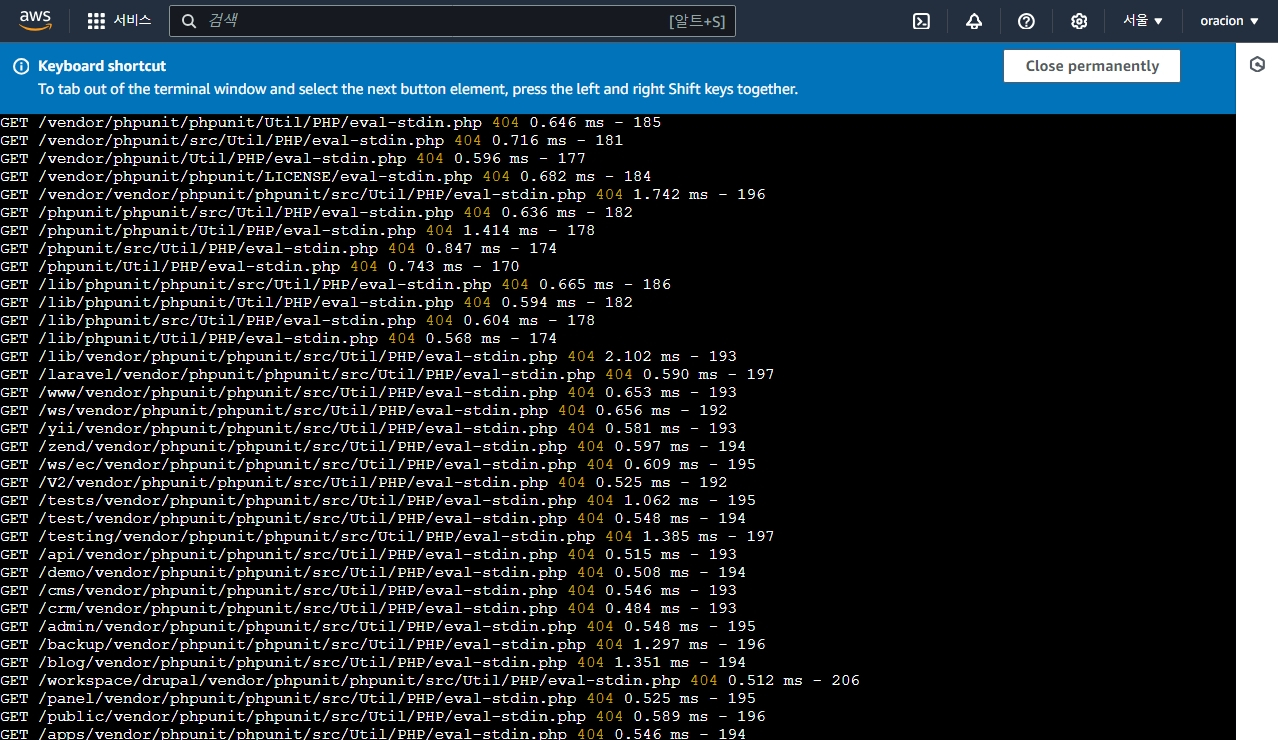 aws 서비스 검색 [알트+S] 서울 ▼ oracion ▼
Keyboard shortcut
To tab out of the terminal window and select the next button element, press the left and right Shift keys together.
Close permanently
GET /vendor/phpunit/phpunit/Util/PHP/eval-stdin.php 404 0.646 ms - 185
GET /vendor/phpunit/src/Util/PHP/eval-stdin.php 404 0.716 ms - 181
GET /vendor/phpunit/Util/PHP/eval-stdin.php 404 0.596 ms - 177
GET /vendor/phpunit/phpunit/LICENSE/eval-stdin.php 404 0.682 ms - 184
GET /vendor/vendor/phpunit/phpunit/src/Util/PHP/eval-stdin.php 404 1.742 ms - 196
GET /phpunit/phpunit/src/Util/PHP/eval-stdin.php 404 0.636 ms - 182
GET /phpunit/phpunit/Util/PHP/eval-stdin.php 404 1.414 ms - 178
GET /phpunit/src/Util/PHP/eval-stdin.php 404 0.847 ms - 174
GET /phpunit/Util/PHP/eval-stdin.php 404 0.743 ms - 170
GET /lib/phpunit/phpunit/src/Util/PHP/eval-stdin.php 404 0.665 ms - 186
GET /lib/phpunit/phpunit/Util/PHP/eval-stdin.php 404 0.594 ms - 182
GET /lib/phpunit/src/Util/PHP/eval-stdin.php 404 0.604 ms - 178
GET /lib/phpunit/Util/PHP/eval-stdin.php 404 0.568 ms - 174
GET /lib/vendor/phpunit/phpunit/src/Util/PHP/eval-stdin.php 404 2.102 ms - 193
GET /laravel/vendor/phpunit/phpunit/src/Util/PHP/eval-stdin.php 404 0.590 ms - 197
GET /www/vendor/phpunit/phpunit/src/Util/PHP/eval-stdin.php 404 0.653 ms - 193
GET /ws/vendor/phpunit/phpunit/src/Util/PHP/eval-stdin.php 404 0.656 ms - 192
GET /yii/vendor/phpunit/phpunit/src/Util/PHP/eval-stdin.php 404 0.581 ms - 193
GET /zend/vendor/phpunit/phpunit/src/Util/PHP/eval-stdin.php 404 0.597 ms - 194
GET /ws/ec/vendor/phpunit/phpunit/src/Util/PHP/eval-stdin.php 404 0.609 ms - 195
GET /V2/vendor/phpunit/phpunit/src/Util/PHP/eval-stdin.php 404 0.525 ms - 192
GET /tests/vendor/phpunit/phpunit/src/Util/PHP/eval-stdin.php 404 1.062 ms - 195
GET /test/vendor/phpunit/phpunit/src/Util/PHP/eval-stdin.php 404 0.548 ms - 194
GET /testing/vendor/phpunit/phpunit/src/Util/PHP/eval-stdin.php 404 1.385 ms - 197
GET /api/vendor/phpunit/phpunit/src/Util/PHP/eval-stdin.php 404 0.515 ms - 193
GET /demo/vendor/phpunit/phpunit/src/Util/PHP/eval-stdin.php 404 0.508 ms - 194
GET /cms/vendor/phpunit/phpunit/src/Util/PHP/eval-stdin.php 404 0.546 ms - 193
GET /crm/vendor/phpunit/phpunit/src/Util/PHP/eval-stdin.php 404 0.484 ms - 193
GET /admin/vendor/phpunit/phpunit/src/Util/PHP/eval-stdin.php 404 0.548 ms - 195
GET /backup/vendor/phpunit/phpunit/src/Util/PHP/eval-stdin.php 404 1.297 ms - 196
GET /blog/vendor/phpunit/phpunit/src/Util/PHP/eval-stdin.php 404 1.351 ms - 194
GET /workspace/drupal/vendor/phpunit/phpunit/src/Util/PHP/eval-stdin.php 404 0.512 ms - 206
GET /panel/vendor/phpunit/phpunit/src/Util/PHP/eval-stdin.php 404 0.525 ms - 195
GET /public/vendor/phpunit/phpunit/src/Util/PHP/eval-stdin.php 404 0.589 ms - 196
GET /apps/vendor/phpunit/phpunit/src/Util/PHP/eval-stdin.php 404 0.546 ms - 194